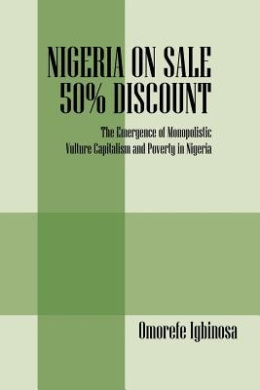 NIGERIA ON SALE
50% DISCOUNT
The Emergence of Monopolistic
Vulture Capitalism and Poverty in Nigeria
Omorefe Igbinosa